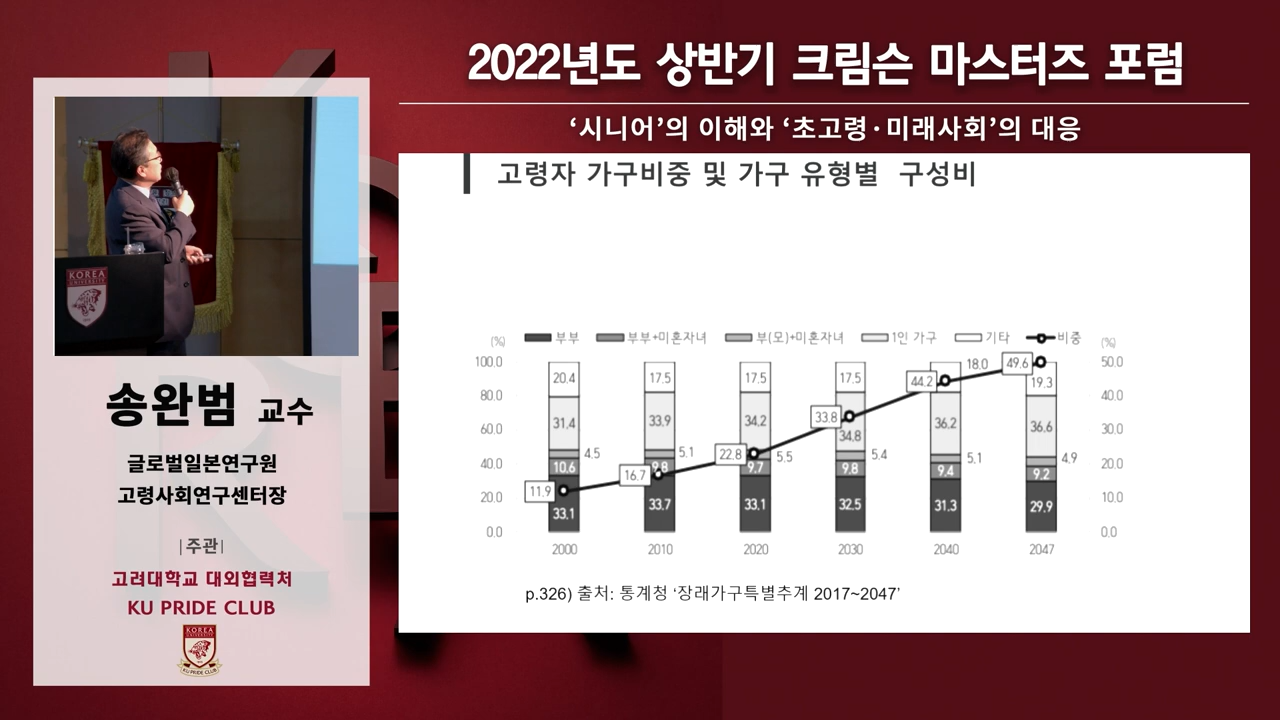 2022년도 상반기 크림슨 마스터즈 포럼
‘시니어’의 이해와 ‘초고령·미래사회’의 대응
KOREA
UNIVERSITY
송완범 교수
글로벌일본연구원
고령사회연구센터장
|주관|
고려대학교 대외협력처
KU PRIDE CLUB
KOREA
UNIVERSITY
KU PRIDE CLUB
고령자 가구비중 및 가구 유형별 구성비
(%) 부부 부부+미혼자녀 부(모)+미혼자녀 1인 가구 기타 비중 (%)
100.0 80.0 60.0 40.0 20.0 0.0
20.4 31.4 4.5 10.6 11.9 33.1
17.5 33.9 5.1 9.8 16.7 33.7
17.5 34.2 22.8 5.5 9.7 33.1
17.5 33.8 34.8 5.4 9.8 32.5
18.0 44.2 36.2 5.1 9.4 31.3
49.6 19.3 36.6 4.9 9.2 29.9
50.0 40.0 30.0 20.0 10.0 0.0
2000 2010 2020 2030 2040 2047
p.326) 출처: 통계청 ‘장래가구특별추계 2017~2047’